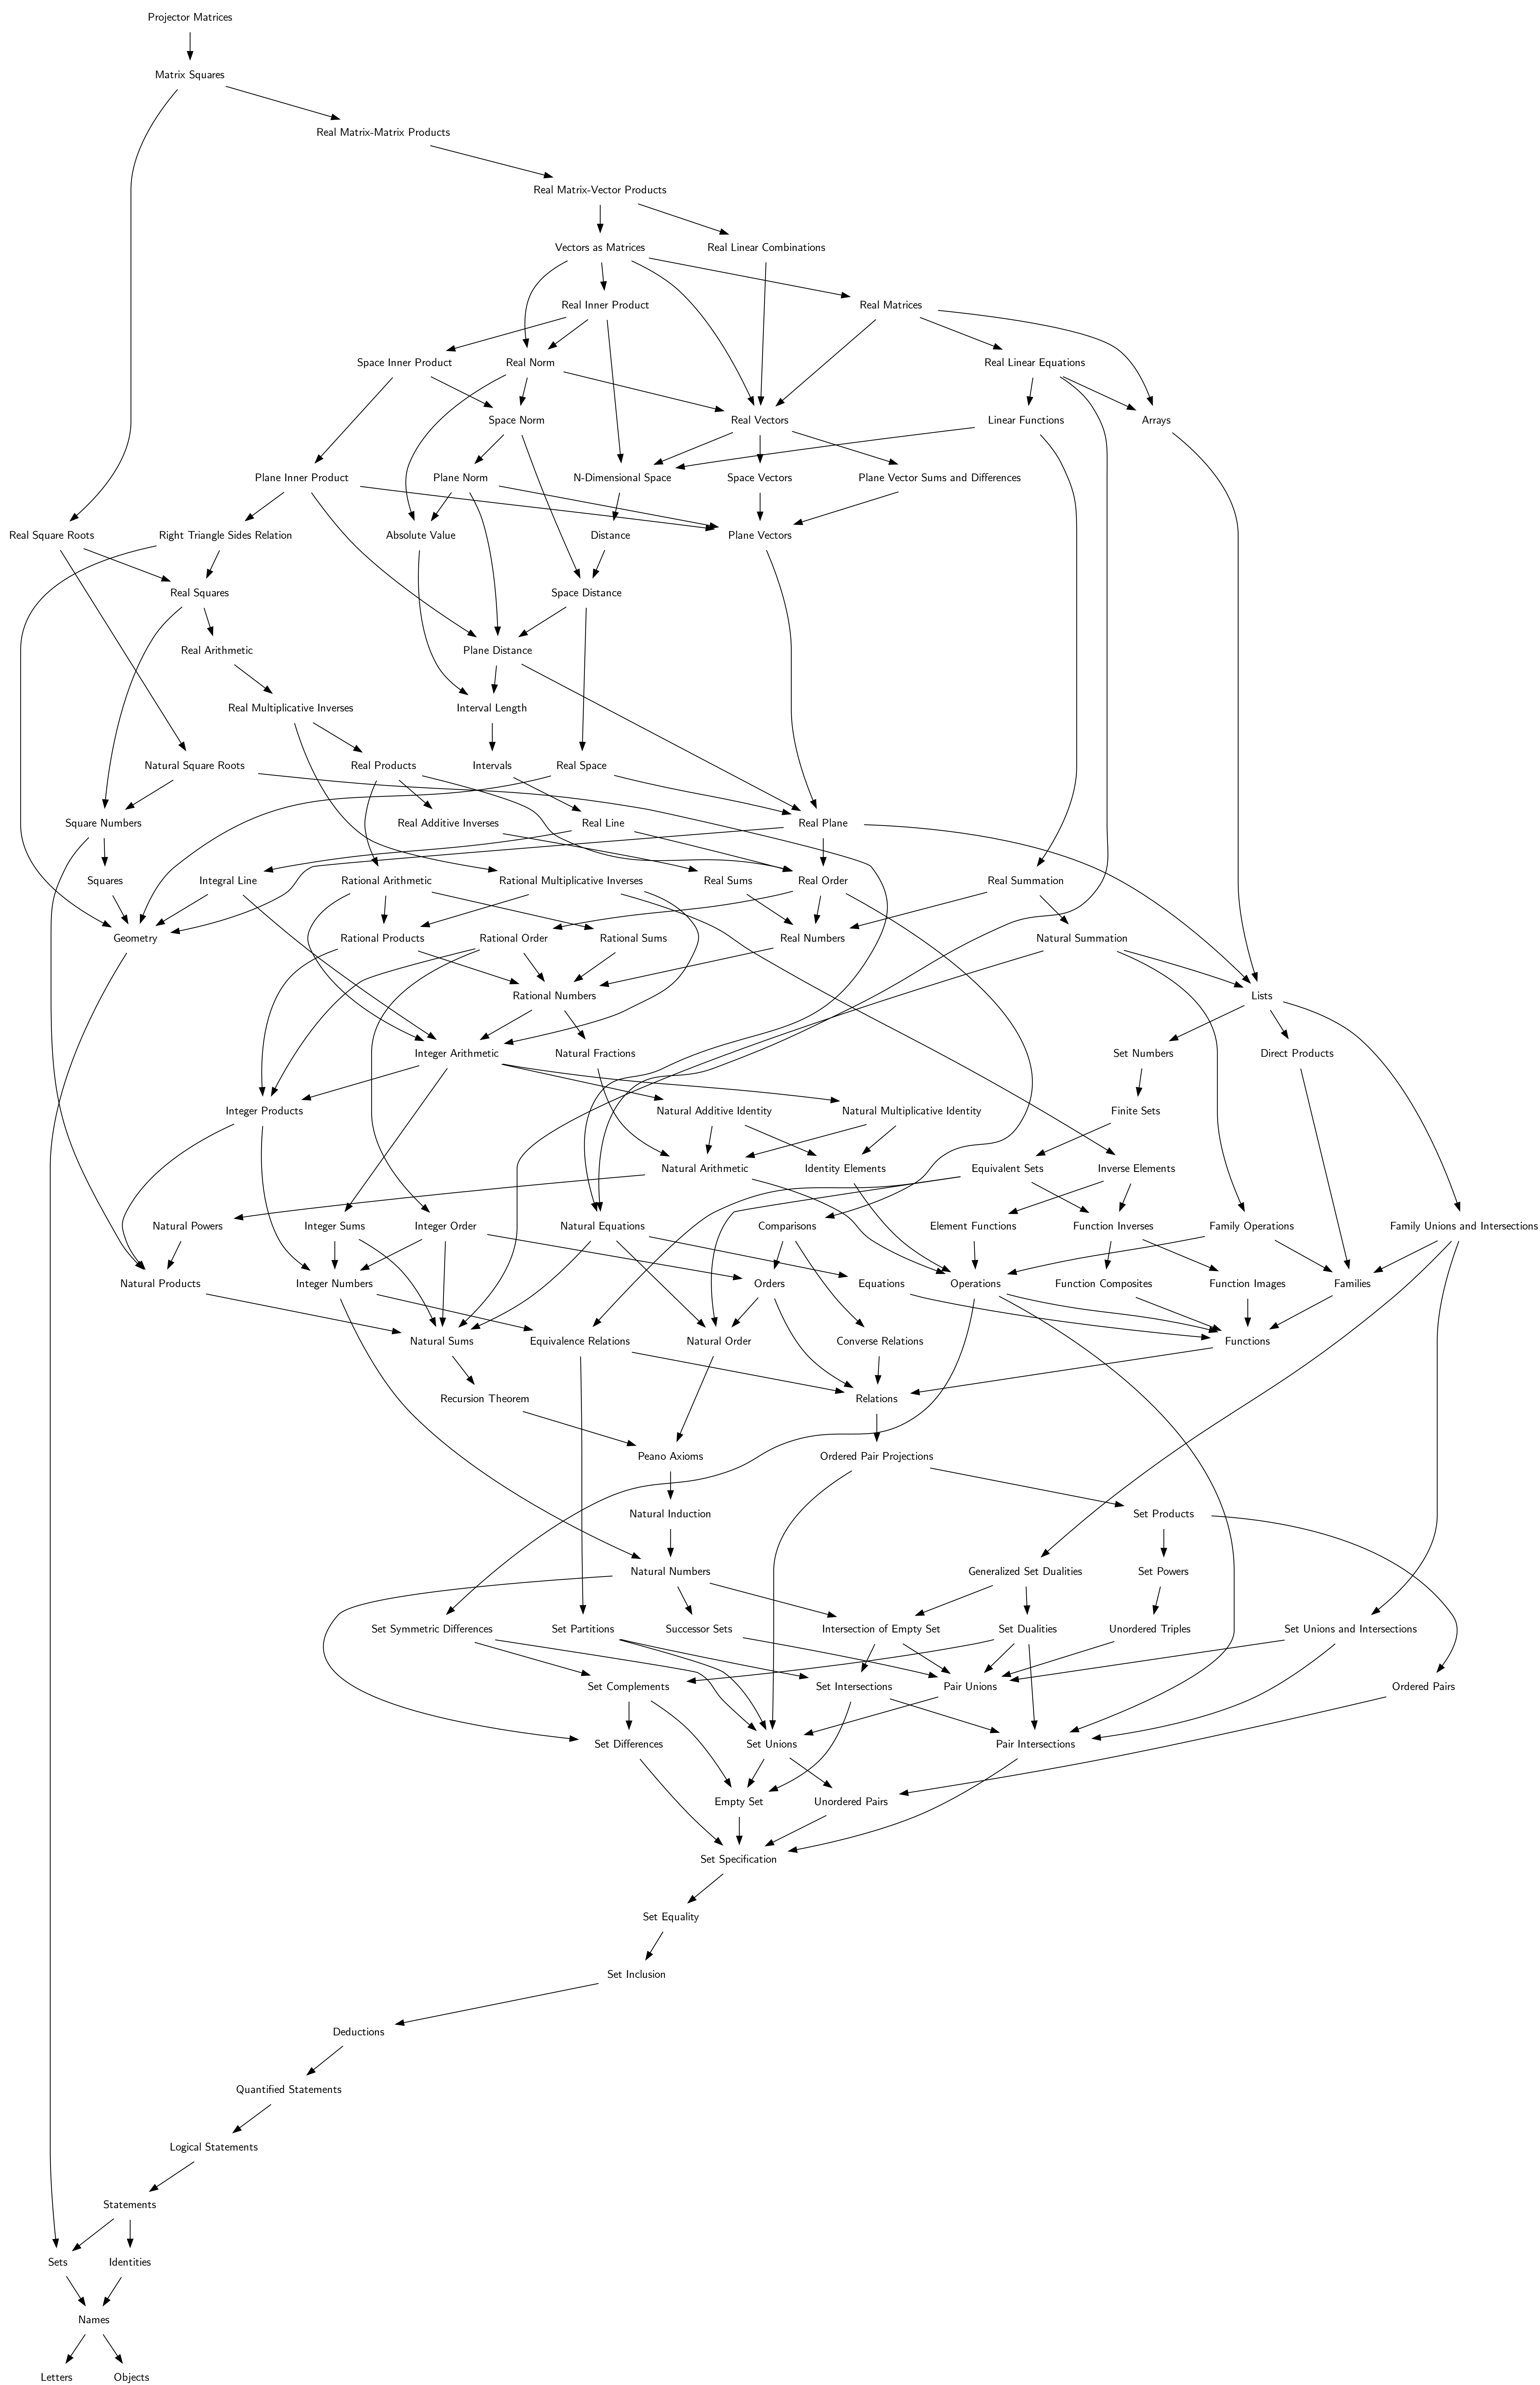 Projector Matrices
Matrix Squares
Real Matrix-Matrix Products
Real Matrix-Vector Products
Vectors as Matrices
Real Linear Combinations
Real Inner Product
Real Matrices
Space Inner Product
Real Norm
Real Linear Equations
Space Norm
Real Vectors
Linear Functions
Arrays
Plane Inner Product
Plane Norm
N-Dimensional Space
Space Vectors
Plane Vector Sums and Differences
Real Square Roots
Right Triangle Sides Relation
Absolute Value
Distance
Plane Vectors
Real Squares
Space Distance
Real Arithmetic
Plane Distance
Real Multiplicative Inverses
Interval Length
Natural Square Roots
Real Products
Intervals
Real Space
Square Numbers
Real Additive Inverses
Real Line
Real Plane
Squares
Integral Line
Rational Arithmetic
Rational Multiplicative Inverses
Real Sums
Real Order
Real Summation
Geometry
Rational Products
Rational Order
Rational Sums
Real Numbers
Natural Summation
Rational Numbers
Lists
Integer Arithmetic
Natural Fractions
Set Numbers
Direct Products
Integer Products
Natural Additive Identity
Natural Multiplicative Identity
Finite Sets
Natural Arithmetic
Identity Elements
Equivalent Sets
Inverse Elements
Natural Powers
Integer Sums
Integer Order
Natural Equations
Comparisons
Element Functions
Function Inverses
Family Operations
Family Unions and Intersections
Natural Products
Integer Numbers
Orders
Equations
Operations
Function Composites
Function Images
Families
Natural Sums
Equivalence Relations
Natural Order
Converse Relations
Functions
Recursion Theorem
Relations
Peano Axioms
Ordered Pair Projections
Natural Induction
Set Products
Natural Numbers
Generalized Set Dualities
Set Powers
Set Symmetric Differences
Set Partitions
Successor Sets
Intersection of Empty Set
Set Dualities
Unordered Triples
Set Unions and Intersections
Set Complements
Set Intersections
Pair Unions
Ordered Pairs
Set Differences
Set Unions
Pair Intersections
Empty Set
Unordered Pairs
Set Specification
Set Equality
Set Inclusion
Deductions
Quantified Statements
Logical Statements
Statements
Sets
Identities
Names
Letters
Objects